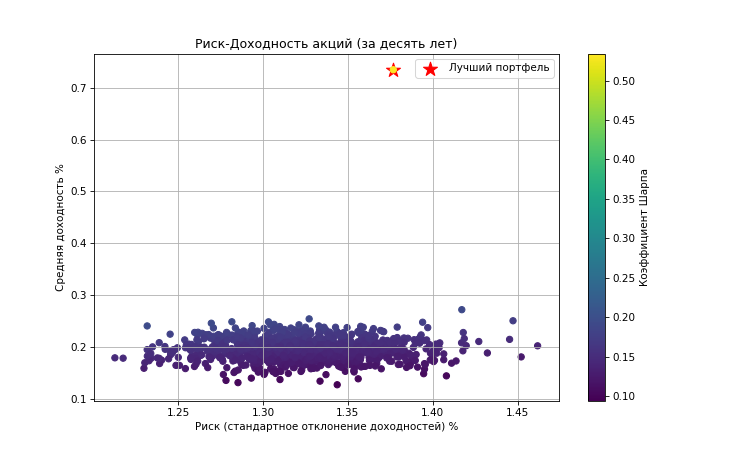 Риск-Доходность акций (за десять лет)
Лучший портфель
Средняя доходность %
0.7
0.6
0.5
0.4
0.3
0.2
0.1
1.25 1.30 1.35 1.40 1.45
Риск (стандартное отклонение доходностей) %
0.50
0.45
0.40
0.35
0.30
0.25
0.20
0.15
0.10
Коэффициент Шарпа